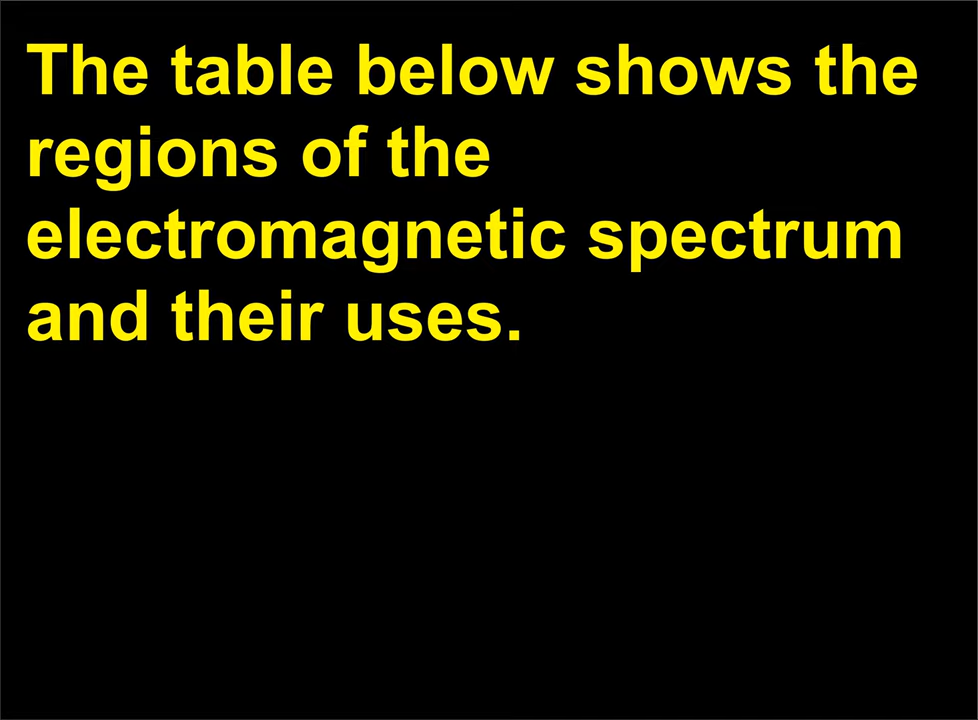 The table below shows the
regions of the
electromagnetic spectrum
and their uses.